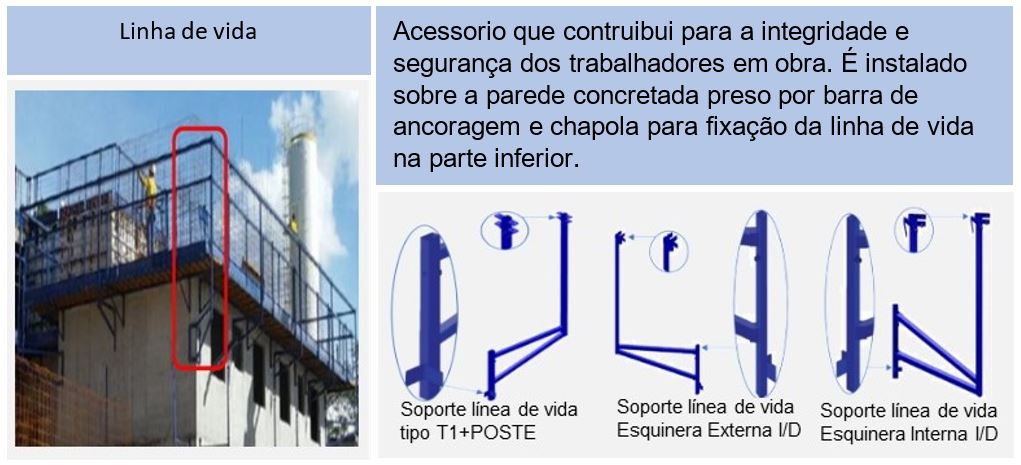 Linha de vida
Acessorio que contruibui para a integridade e
segurança dos trabalhadores em obra. É instalado
sobre a parede concretada preso por barra de
ancoragem e chapola para fixação da linha de vida
na parte inferior.
Soporte línea de vida
tipo T1+POSTE
Soporte línea de vida
Esquinera Externa I/D
Soporte línea de vida
Esquinera Interna I/D